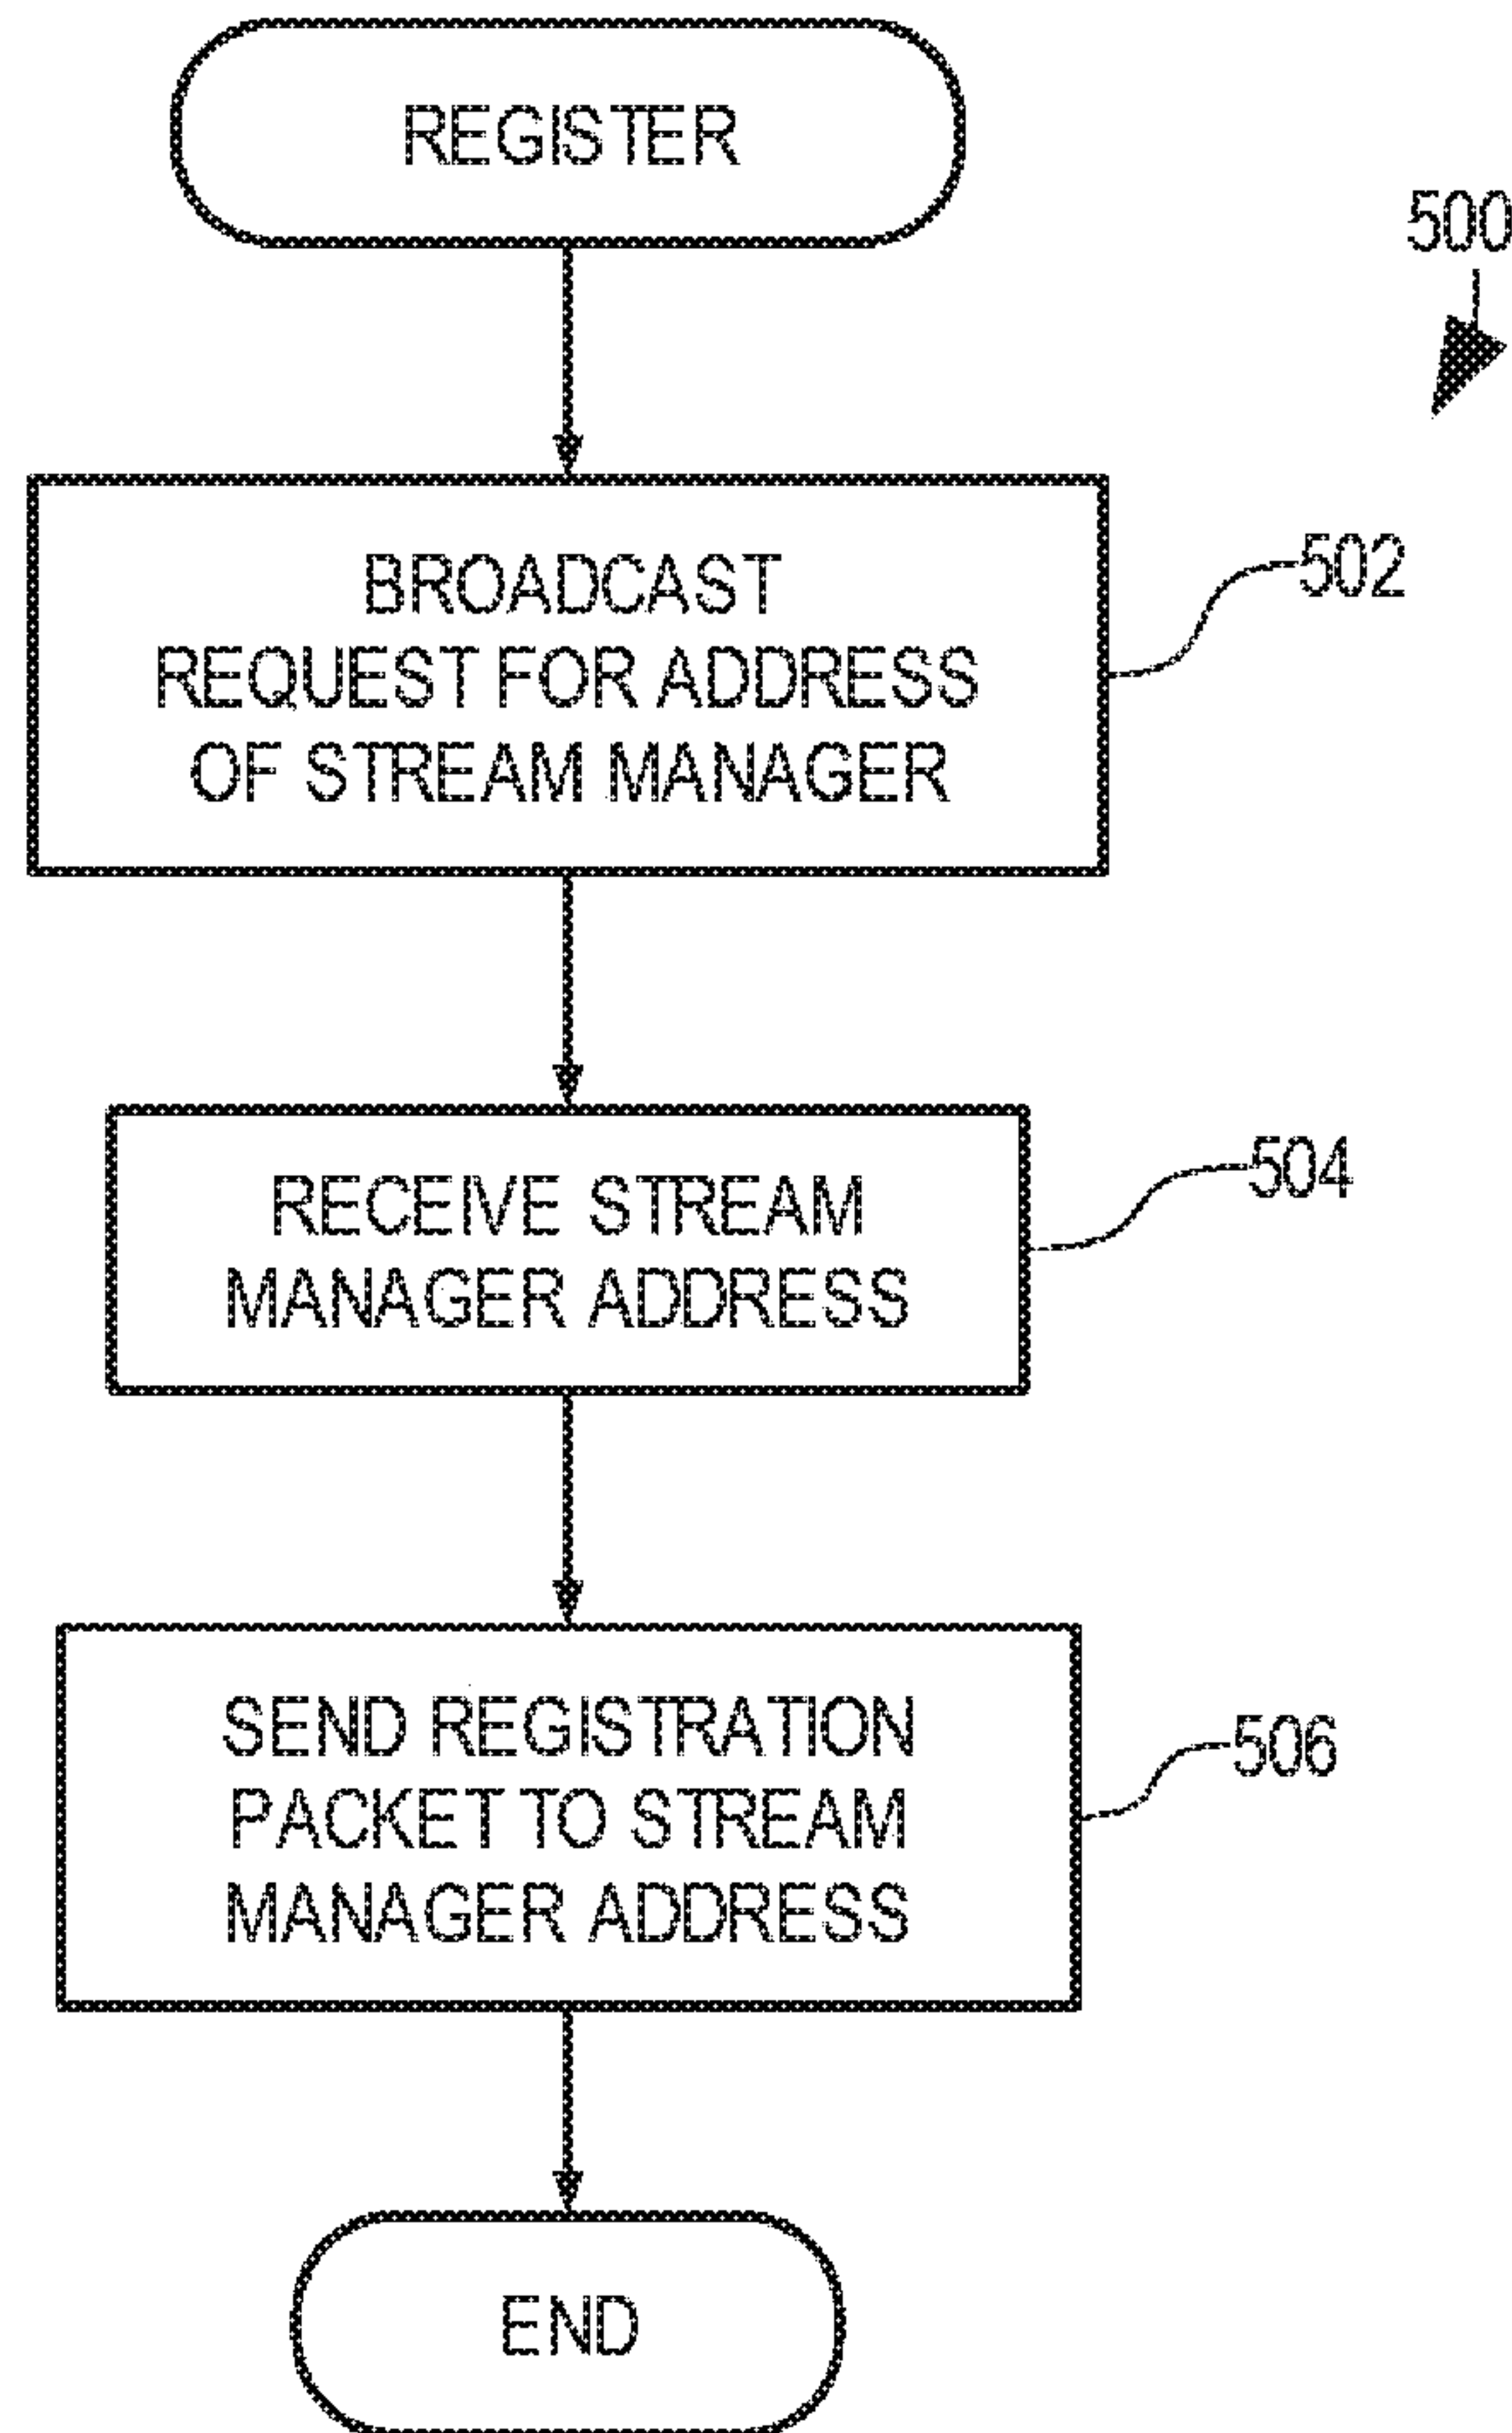 REGISTER
500
BROADCAST
REQUEST FOR ADDRESS
OF STREAM MANAGER
502
RECEIVE STREAM
MANAGER ADDRESS
504
SEND REGISTRATION
PACKET TO STREAM
MANAGER ADDRESS
506
END